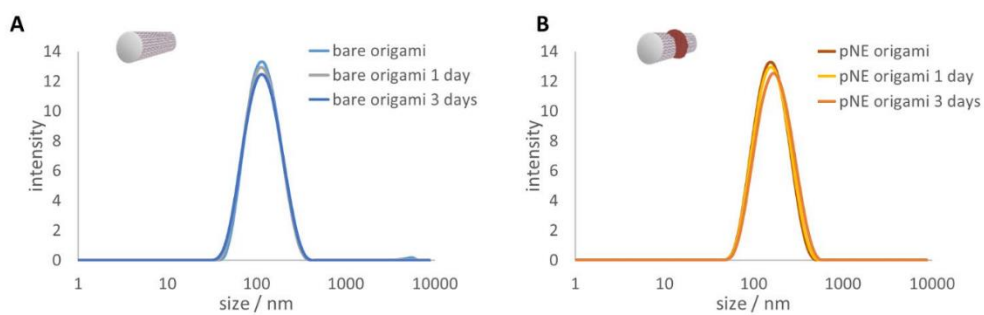 A
14
12
10
8
6
4
2
0
intensity
1
10
100
1000
10000
size / nm
bare origami
bare origami 1 day
bare origami 3 days
B
14
12
10
8
6
4
2
0
intensity
1
10
100
1000
10000
size / nm
pNE origami
pNE origami 1 day
pNE origami 3 days